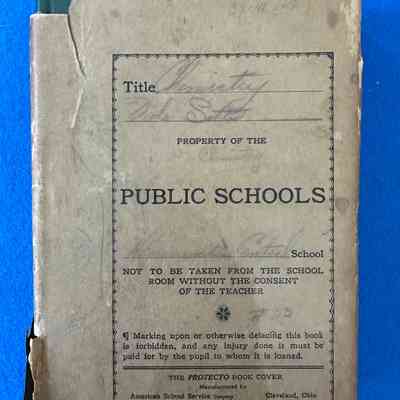 Title Chemistry
PROPERTY OF THE
Chemistry
PUBLIC SCHOOLS
School
NOT TO BE TAKEN FROM THE SCHOOL
ROOM WITHOUT THE CONSENT
OF THE TEACHER
¶ Marking upon or otherwise defacing this book
is forbidden, and any injury done it must be
paid for by the pupil to whom it is loaned.
THE PROTECTO BOOK COVER
Manufactured by
American School Service Company Cleveland, Ohio